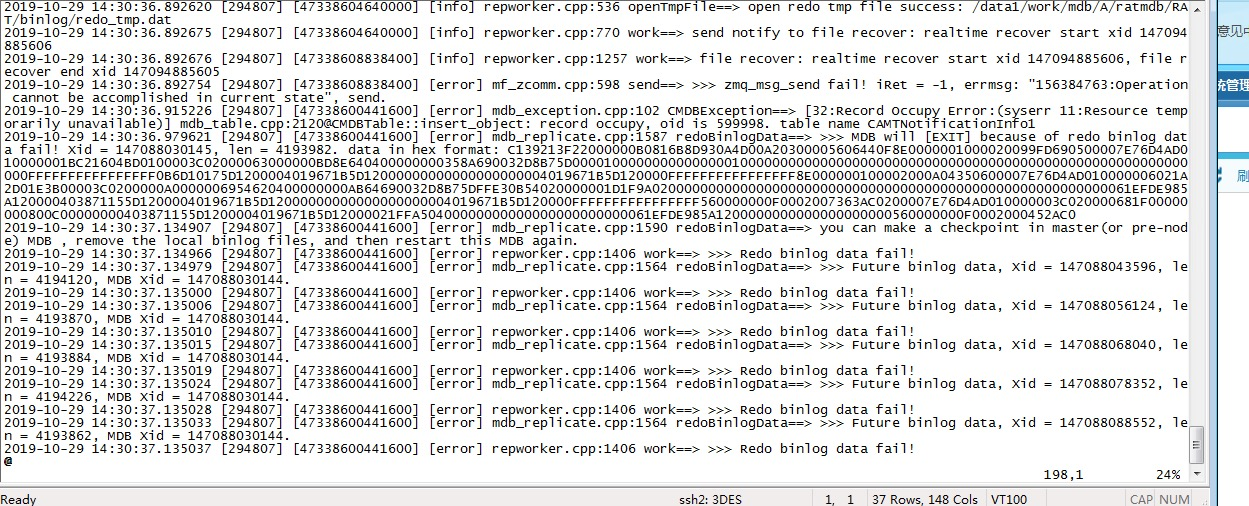 2019-10-29 14:30:36.892620 [294807] [47338604640000] [info] repworker.cpp:536 openTmpFile==> open redo tmp file success: /data1/work/mdb/A/ratmdb/RA
T/binlog/redo_tmp.dat
2019-10-29 14:30:36.892675 [294807] [47338604640000] [info] repworker.cpp:770 work==> send notify to file recover: realtime recover start xid 147094
885606
2019-10-29 14:30:36.892676 [294807] [47338608838400] [info] repworker.cpp:1257 work==> file recover: realtime recover start xid 147094885606, file r
ecover end xid 147094885605
2019-10-29 14:30:36.892754 [294807] [47338608838400] [error] mf_zcomm.cpp:598 send==> >>> zmq_msg_send fail! iRet = -1, errmsg: "156384763:Operation
 cannot be accomplished in current state", send.
2019-10-29 14:30:36.915226 [294807] [47338600441600] [error] mdb_exception.cpp:102 CMDBException==> [32:Record Occupy Error:(syserr 11:Resource temp
orarily unavailable)] mdb_table.cpp:2120@CMDBTable::insert_object: record occupy, oid is 599998. table name CAMTNotificationInfo1
2019-10-29 14:30:36.979621 [294807] [47338600441600] [error] mdb_replicate.cpp:1587 redoBinlogData==> >>> MDB will [EXIT] because of redo binlog dat
a fail! Xid = 147088030145, len = 4193982. data in hex format:
2019-10-29 14:30:37.134907 [294807] [47338600441600] [error] mdb_replicate.cpp:1590 redoBinlogData==> you can make a checkpoint in master(or pre-nod
e) MDB , remove the local binlog files, and then restart this MDB again.
2019-10-29 14:30:37.134966 [294807] [47338600441600] [error] repworker.cpp:1406 work==> >>> Redo binlog data fail!
2019-10-29 14:30:37.134979 [294807] [47338600441600] [error] mdb_replicate.cpp:1564 redoBinlogData==> >>> Future binlog data, Xid = 147088043596, le
n = 4194120, MDB Xid = 147088030144.
2019-10-29 14:30:37.135000 [294807] [47338600441600] [error] repworker.cpp:1406 work==> >>> Redo binlog data fail!
2019-10-29 14:30:37.135006 [294807] [47338600441600] [error] mdb_replicate.cpp:1564 redoBinlogData==> >>> Future binlog data, Xid = 147088056124, le
n = 4193870, MDB Xid = 147088030144.
2019-10-29 14:30:37.135010 [294807] [47338600441600] [error] repworker.cpp:1406 work==> >>> Redo binlog data fail!
2019-10-29 14:30:37.135015 [294807] [47338600441600] [error] mdb_replicate.cpp:1564 redoBinlogData==> >>> Future binlog data, Xid = 147088068040, le
n = 4193884, MDB Xid = 147088030144.
2019-10-29 14:30:37.135019 [294807] [47338600441600] [error] repworker.cpp:1406 work==> >>> Redo binlog data fail!
2019-10-29 14:30:37.135024 [294807] [47338600441600] [error] mdb_replicate.cpp:1564 redoBinlogData==> >>> Future binlog data, Xid = 147088078352, le
n = 4194226, MDB Xid = 147088030144.
2019-10-29 14:30:37.135028 [294807] [47338600441600] [error] repworker.cpp:1406 work==> >>> Redo binlog data fail!
2019-10-29 14:30:37.135033 [294807] [47338600441600] [error] mdb_replicate.cpp:1564 redoBinlogData==> >>> Future binlog data, Xid = 147088088552, le
n = 4193862, MDB Xid = 147088030144.
2019-10-29 14:30:37.135037 [294807] [47338600441600] [error] repworker.cpp:1406 work==> >>> Redo binlog data fail!
@
198,1 24%
Ready ssh2: 3DES 1, 1 37 Rows, 148 Cols VT100 CAP NUM
意见中
统管理
刷